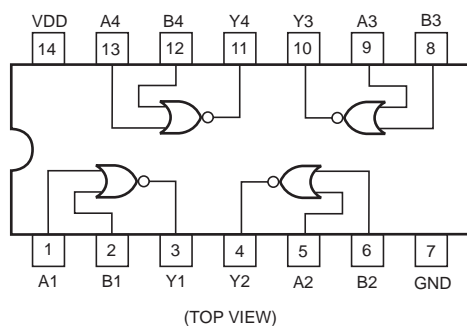 VDD A4 B4 Y4 Y3 A3 B3
14 13 12 11 10 9 8
1 2 3 4 5 6 7
A1 B1 Y1 Y2 A2 B2 GND
(TOP VIEW)